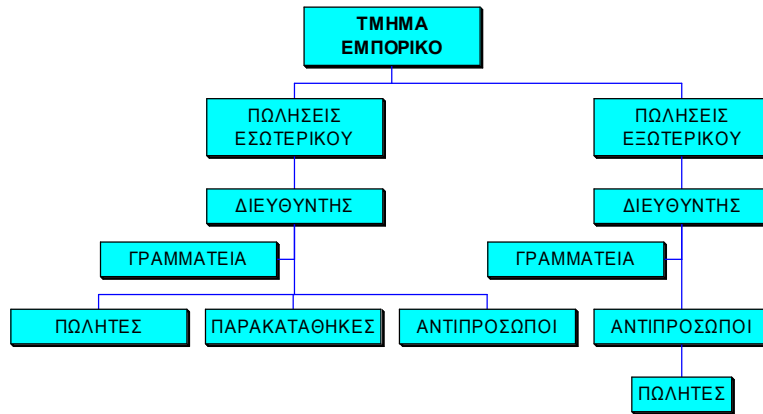 ΤΜΗΜΑ
ΕΜΠΟΡΙΚΟ
ΠΩΛΗΣΕΙΣ
ΕΣΩΤΕΡΙΚΟΥ
ΠΩΛΗΣΕΙΣ
ΕΞΩΤΕΡΙΚΟΥ
ΔΙΕΥΘΥΝΤΗΣ
ΔΙΕΥΘΥΝΤΗΣ
ΓΡΑΜΜΑΤΕΙΑ
ΓΡΑΜΜΑΤΕΙΑ
ΠΩΛΗΤΕΣ
ΠΑΡΑΚΑΤΑΘΗΚΕΣ
ΑΝΤΙΠΡΟΣΩΠΟΙ
ΑΝΤΙΠΡΟΣΩΠΟΙ
ΠΩΛΗΤΕΣ